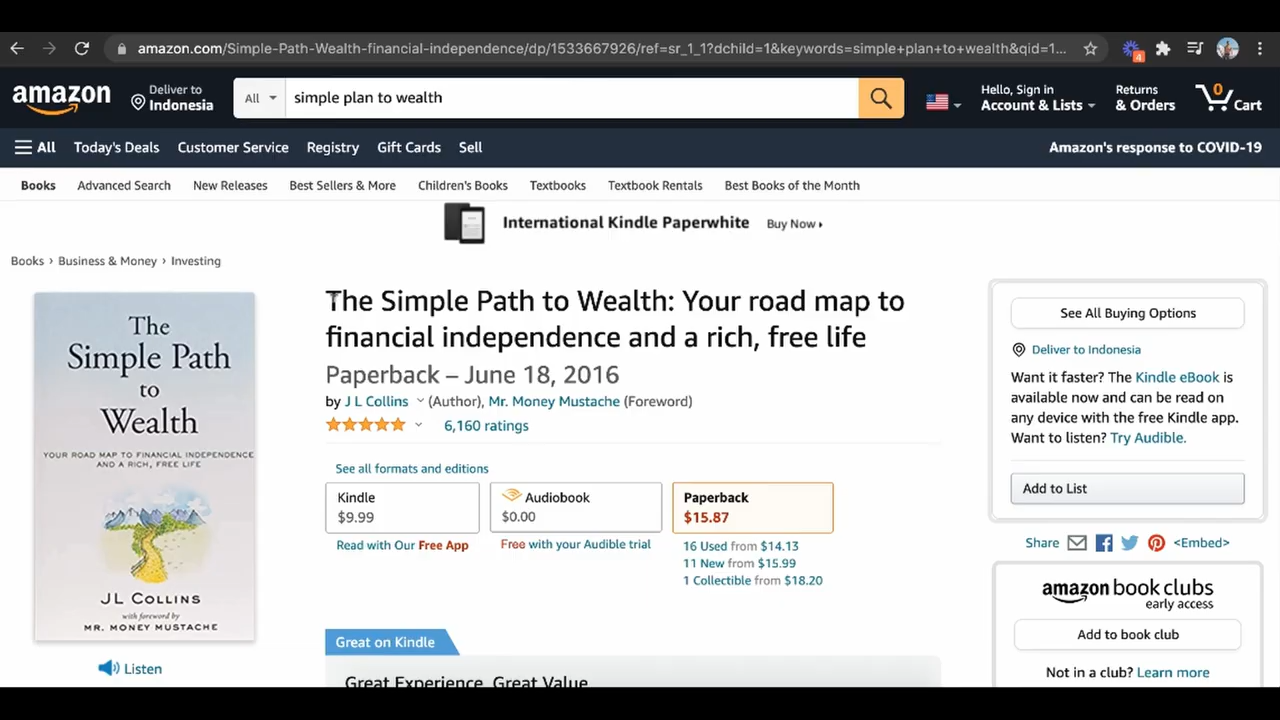 amazon.com/Simple-Path-Wealth-financial-independence/dp/1533667926/ref=sr_1_1?dchild=1&keywords=simple+plan+to+wealth&qid=1...
4
amazon
Deliver to
Indonesia
All
simple plan to wealth
Hello, Sign in
Account & Lists
Returns
& Orders
0
Cart
All
Today's Deals
Customer Service
Registry
Gift Cards
Sell
Amazon's response to COVID-19
Books
Advanced Search
New Releases
Best Sellers & More
Children's Books
Textbooks
Textbook Rentals
Best Books of the Month
International Kindle Paperwhite
Buy Now
Books › Business & Money › Investing
The
Simple Path
to
Wealth
YOUR ROAD MAP TO FINANCIAL INDEPENDENCE
AND A RICH, FREE LIFE
JL COLLINS
with foreword by
MR. MONEY MUSTACHE
Listen
The Simple Path to Wealth: Your road map to
financial independence and a rich, free life
Paperback – June 18, 2016
by J L Collins (Author), Mr. Money Mustache (Foreword)
6,160 ratings
See all formats and editions
Kindle
$9.99
Read with Our Free App
Audiobook
$0.00
Free with your Audible trial
Paperback
$15.87
16 Used from $14.13
11 New from $15.99
1 Collectible from $18.20
Great on Kindle
Great Experience. Great Value.
See All Buying Options
Deliver to Indonesia
Want it faster? The Kindle eBook is
available now and can be read on
any device with the free Kindle app.
Want to listen? Try Audible.
Add to List
Share
<Embed>
amazon book clubs
early access
Add to book club
Not in a club? Learn more